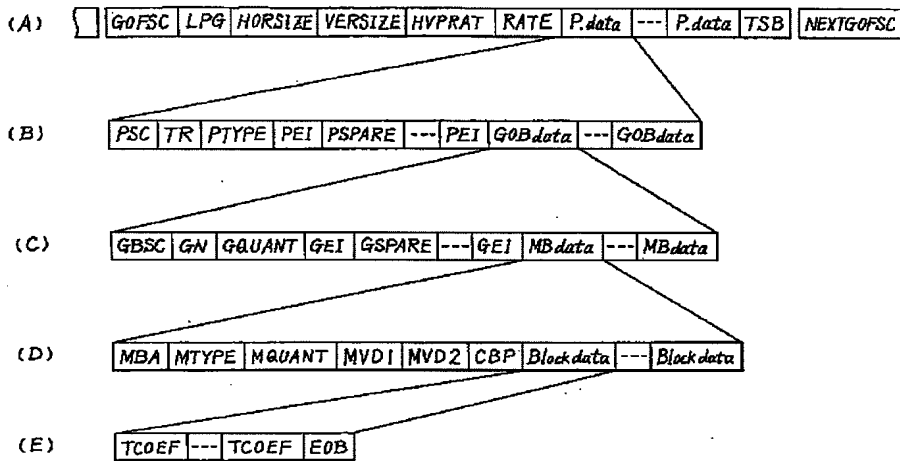 (A) GOFSC LPG HORSIZE VERSIZE HVPRAT RATE P.data --- P.data TSB NEXTGOFSC
(B) PSC TR PTYPE PEI PSPARE --- PEI GOBdata --- GOBdata
(C) GBSC GN GQUANT GEI GSPARE --- GEI MBdata --- MBdata
(D) MBA MTYPE MQUANT MVD1 MVD2 CBP Blockdata --- Blockdata
(E) TCOEF --- TCOEF EOB